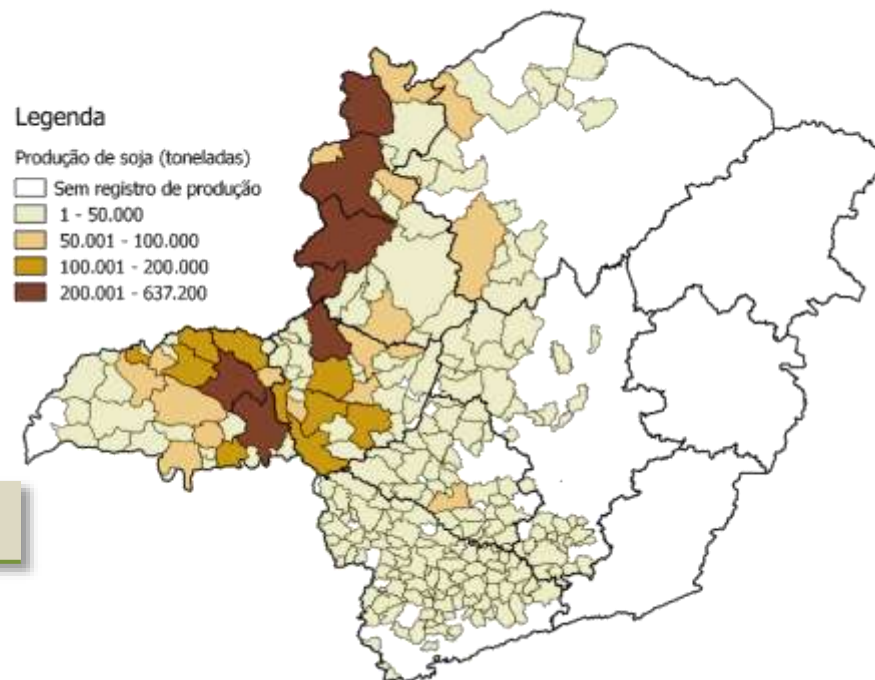 Legenda
Produção de soja (toneladas)
Sem registro de produção
1 - 50.000
50.001 - 100.000
100.001 - 200.000
200.001 - 637.200